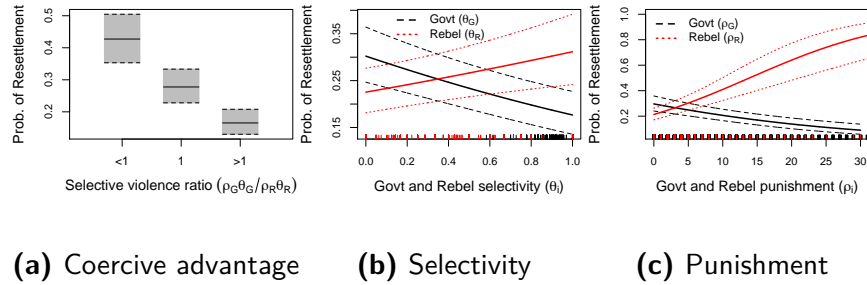 Prob. of Resettlement
0.5
0.4
0.3
0.2
<1
1
>1
Selective violence ratio (ρGθG/ρRθR)
(a) Coercive advantage
Prob. of Resettlement
0.35
0.25
0.15
Govt (θG)
Rebel (θR)
0.0 0.2 0.4 0.6 0.8 1.0
Govt and Rebel selectivity (θi)
(b) Selectivity
Prob. of Resettlement
1.0
0.8
0.6
0.4
0.2
Govt (ρG)
Rebel (ρR)
0 5 10 15 20 25 30
Govt and Rebel punishment (ρi)
(c) Punishment